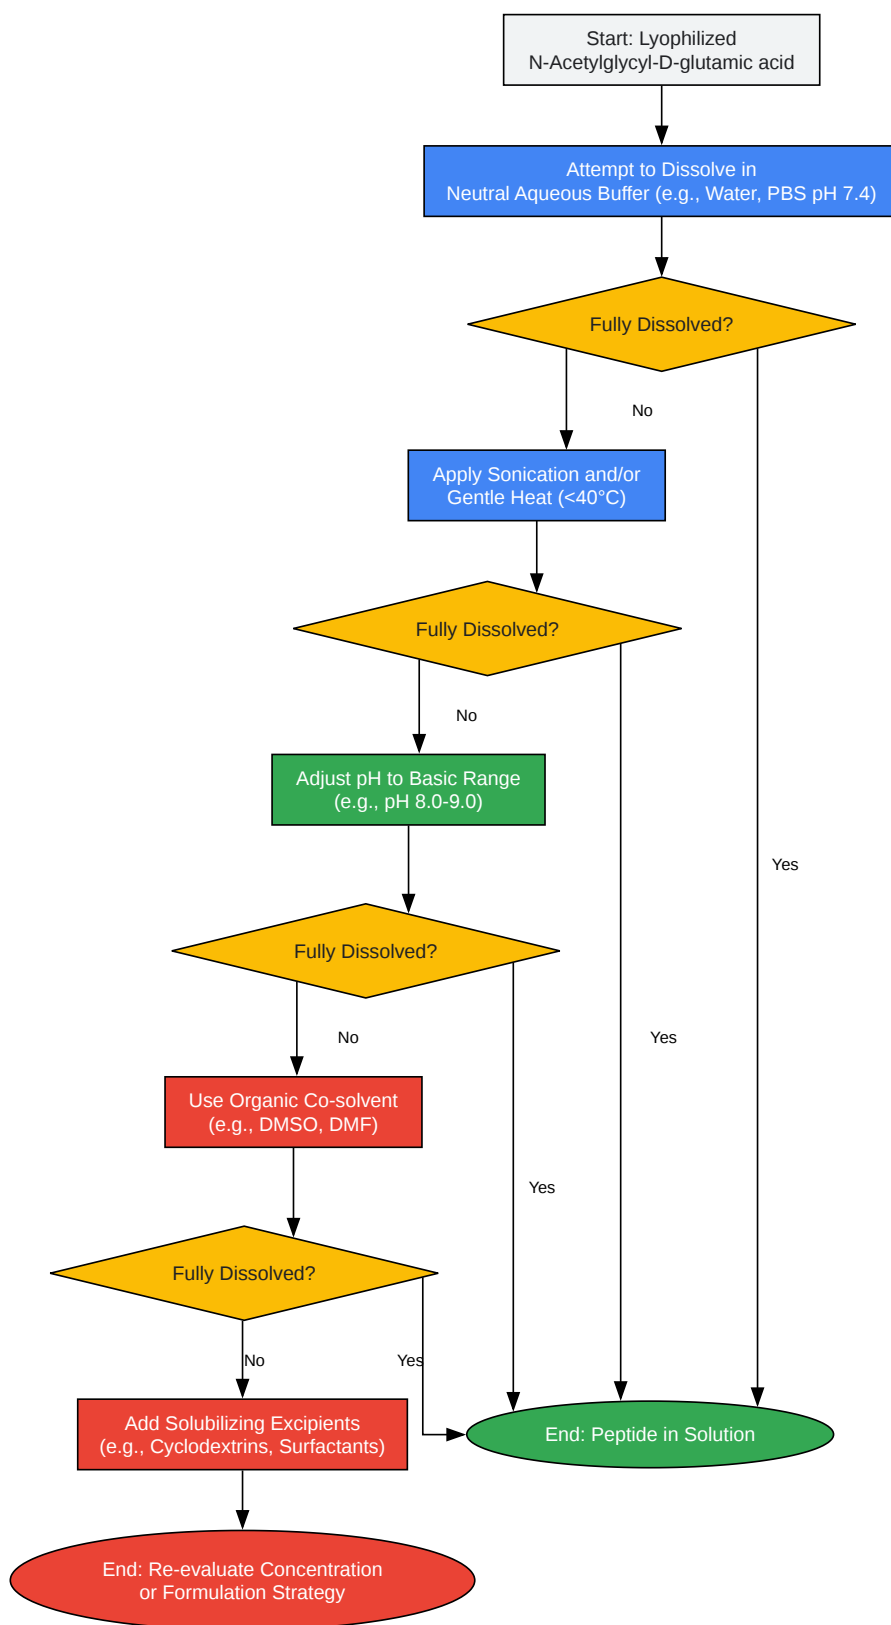 Start: Lyophilized
N-Acetylglycyl-D-glutamic acid
Attempt to Dissolve in
Neutral Aqueous Buffer (e.g., Water, PBS pH 7.4)
Fully Dissolved?
No
Apply Sonication and/or
Gentle Heat (<40°C)
Fully Dissolved?
No
Adjust pH to Basic Range
(e.g., pH 8.0-9.0)
Yes
Fully Dissolved?
No
Yes
Use Organic Co-solvent
(e.g., DMSO, DMF)
Yes
Fully Dissolved?
No
Yes
Add Solubilizing Excipients
(e.g., Cyclodextrins, Surfactants)
End: Peptide in Solution
End: Re-evaluate Concentration
or Formulation Strategy